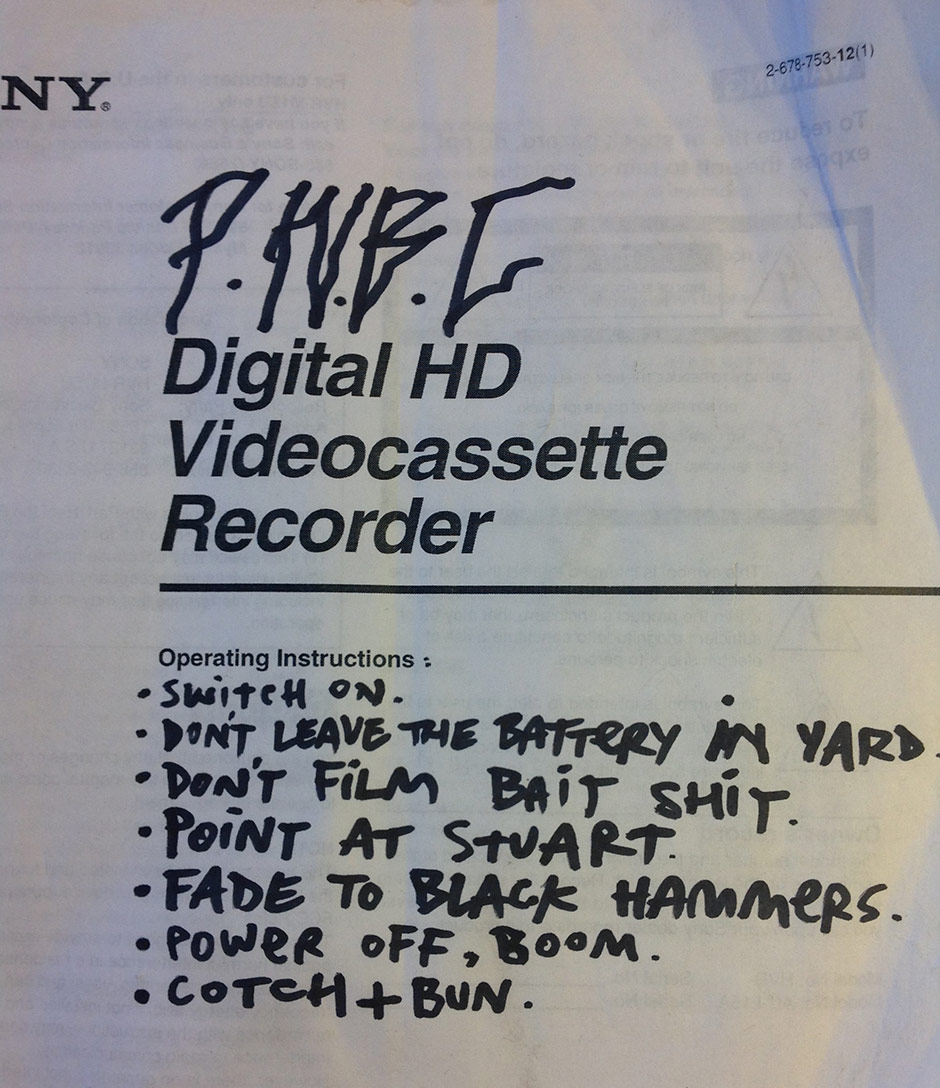 NY®
2-678-753-12(1)
P.W.B.C
Digital HD
Videocassette
Recorder
Operating Instructions :
• SWITCH ON.
• DON'T LEAVE THE BATTERY IN YARD.
• DON'T FILM BAIT SHIT.
• POINT AT STUART.
• FADE TO BLACK HAMMERS.
• POWER OFF, BOOM.
• COTCH + BUN.